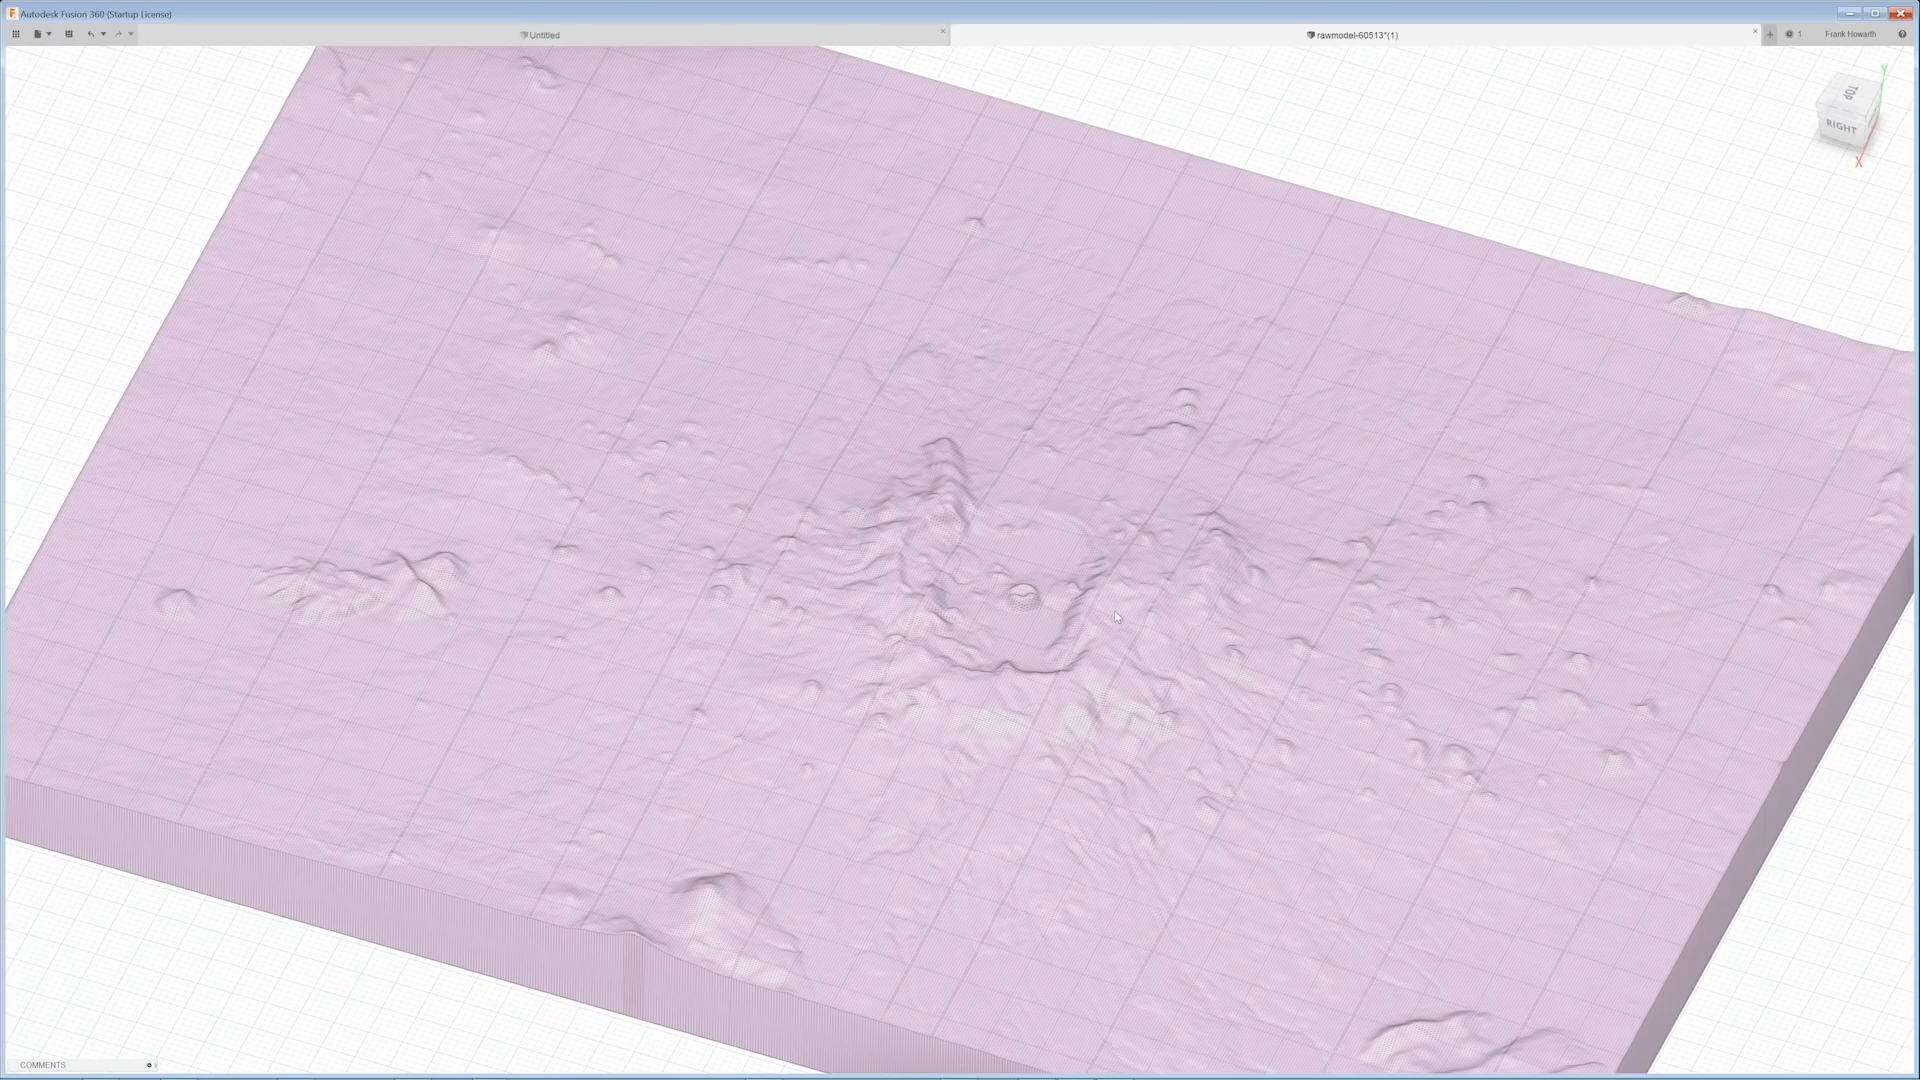 Autodesk Fusion 360 (Startup License)
Untitled
rawmodel-60513*(1)
1
Frank Howarth
TOP
RIGHT
Y
X
COMMENTS